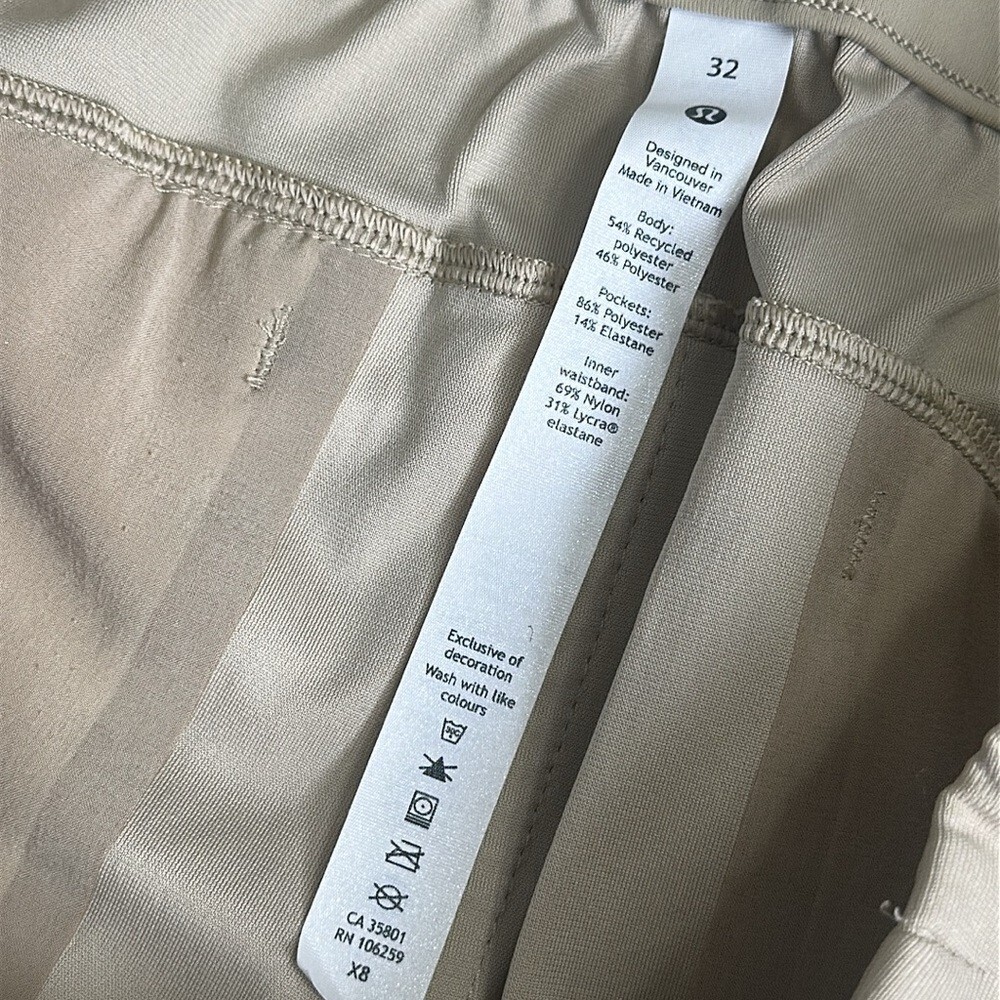 32
Designed in
Vancouver
Made in Vietnam
Body:
54% Recycled
polyester
46% Polyester
Pockets:
86% Polyester
14% Elastane
Inner
waistband:
69% Nylon
31% Lycra®
elastane
Exclusive of
decoration
Wash with like
colours
30C
CA 35801
RN 106259
X8